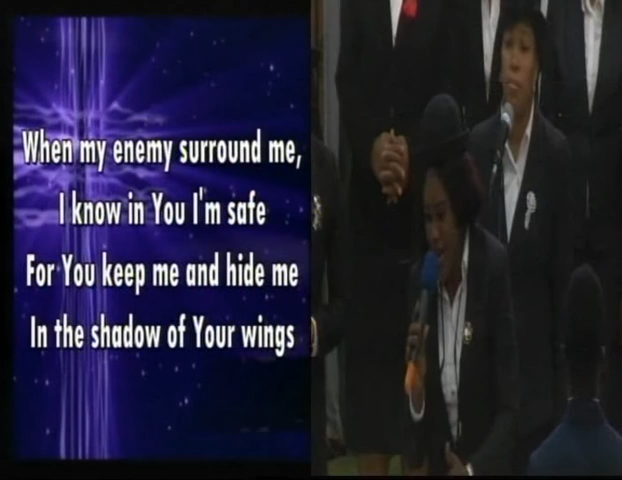 When my enemy surround me,
I know in You I'm safe
For You keep me and hide me
In the shadow of Your wings